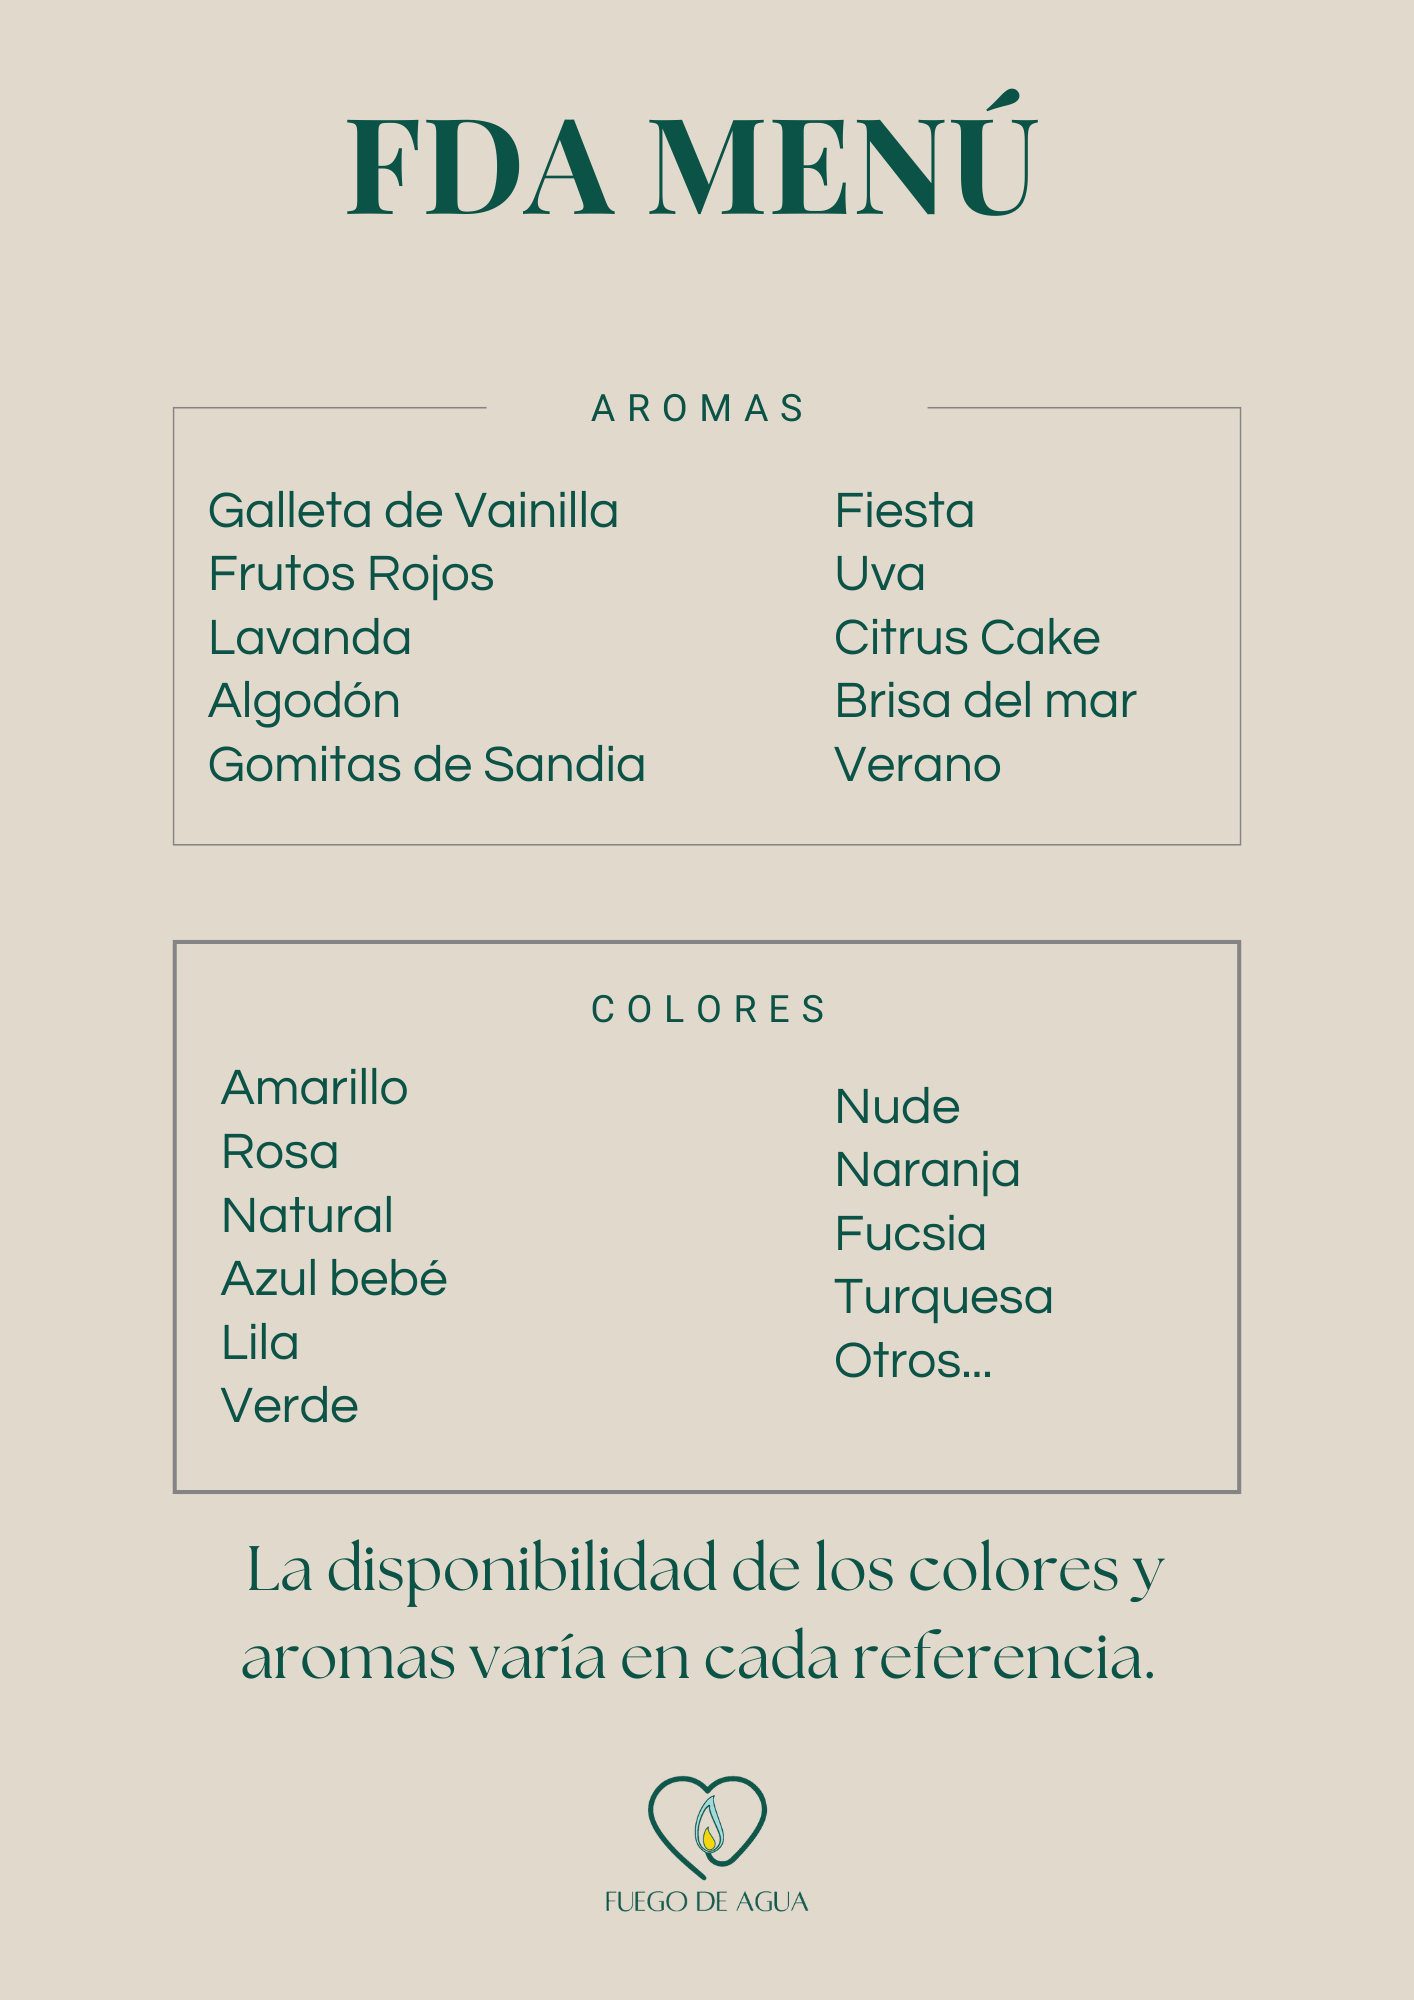 FDA MENÚ
AROMAS
Galleta de Vainilla
Frutos Rojos
Lavanda
Algodón
Gomitas de Sandia
Fiesta
Uva
Citrus Cake
Brisa del mar
Verano
COLORES
Amarillo
Rosa
Natural
Azul bebé
Lila
Verde
Nude
Naranja
Fucsia
Turquesa
Otros...
La disponibilidad de los colores y
aromas varía en cada referencia.
FUEGO DE AGUA